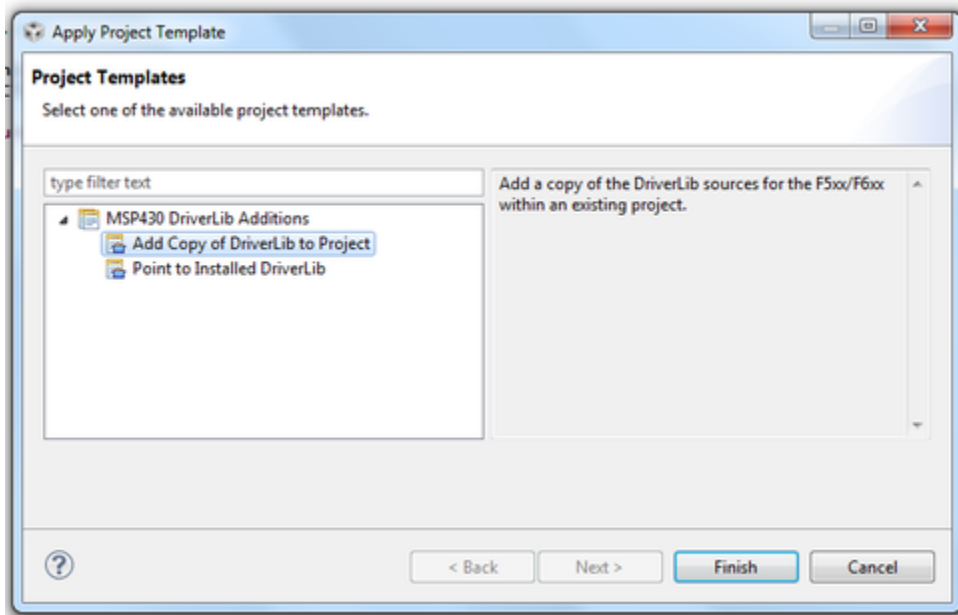 Apply Project Template
Project Templates
Select one of the available project templates.
type filter text
MSP430 DriverLib Additions
Add Copy of DriverLib to Project
Point to Installed DriverLib
Add a copy of the DriverLib sources for the F5xx/F6xx
within an existing project.
?
< Back
Next >
Finish
Cancel